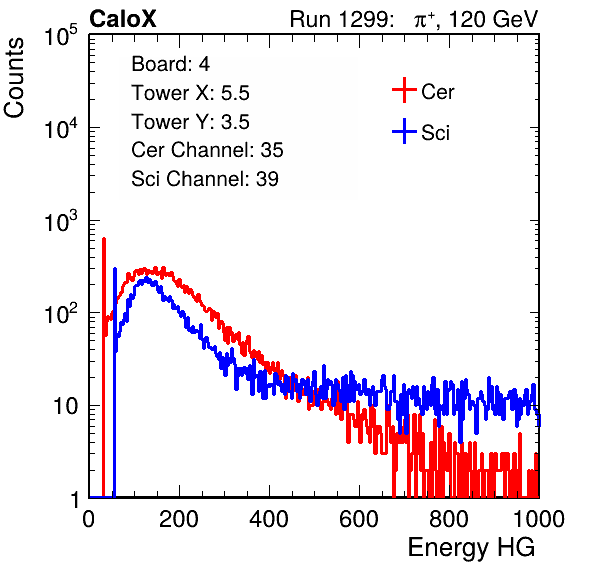 CaloX Run 1299: π⁺, 120 GeV
Counts
10⁵
10⁴
10³
10²
10
1
Board: 4
Tower X: 5.5
Tower Y: 3.5
Cer Channel: 35
Sci Channel: 39
Cer
Sci
0 200 400 600 800 1000
Energy HG